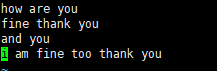 how are you
fine thank you
and you
i am fine too thank you
~